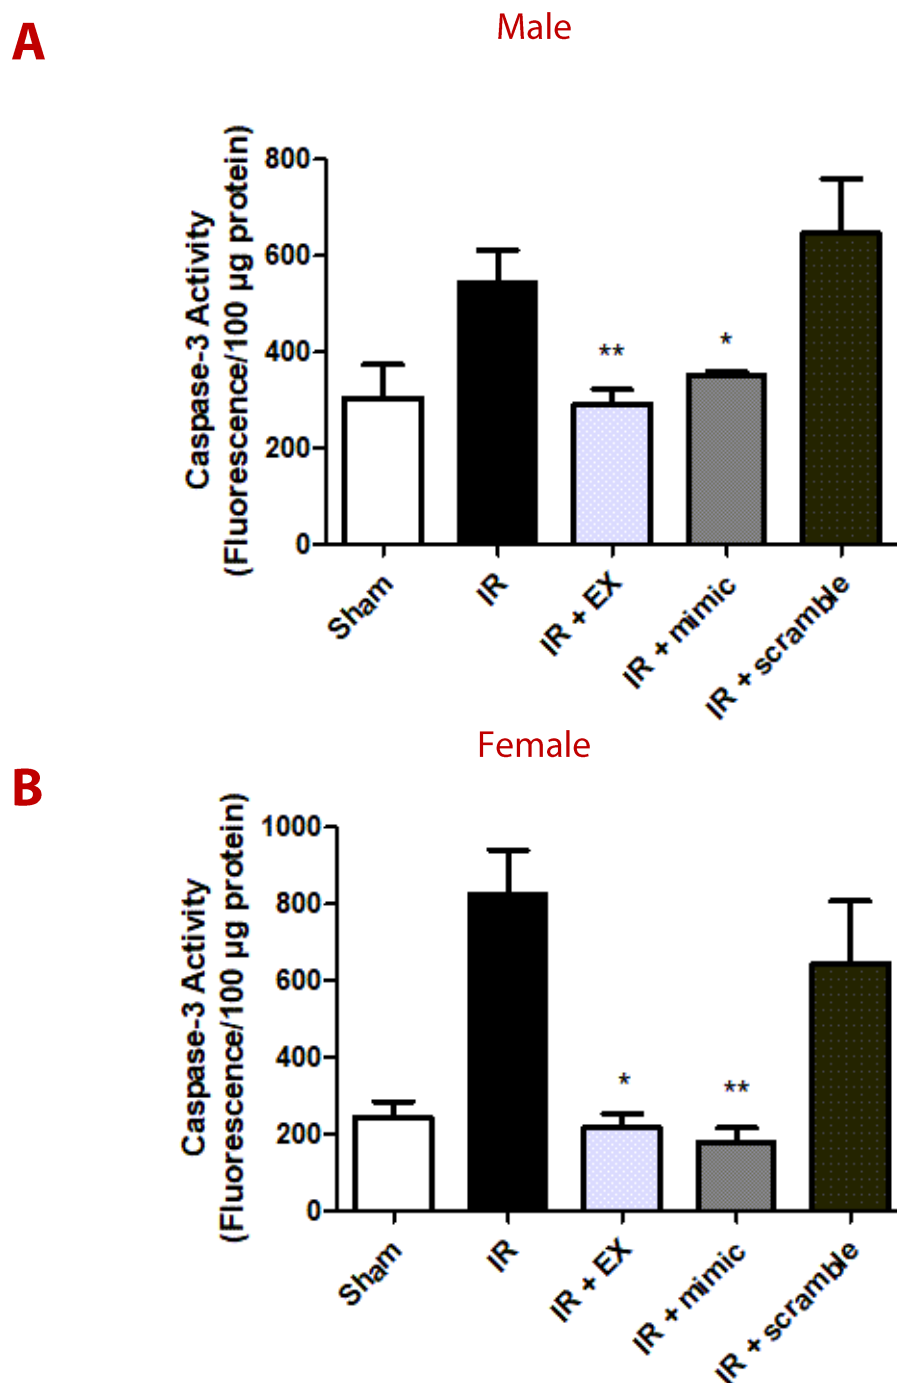 A
Male
Caspase-3 Activity
(Fluorescence/100 µg protein)
800
600
400
200
0
**
*
Sham
IR
IR + EX
IR + mimic
IR + scramble
Female
B
Caspase-3 Activity
(Fluorescence/100 µg protein)
1000
800
600
400
200
0
*
**
Sham
IR
IR + EX
IR + mimic
IR + scramble